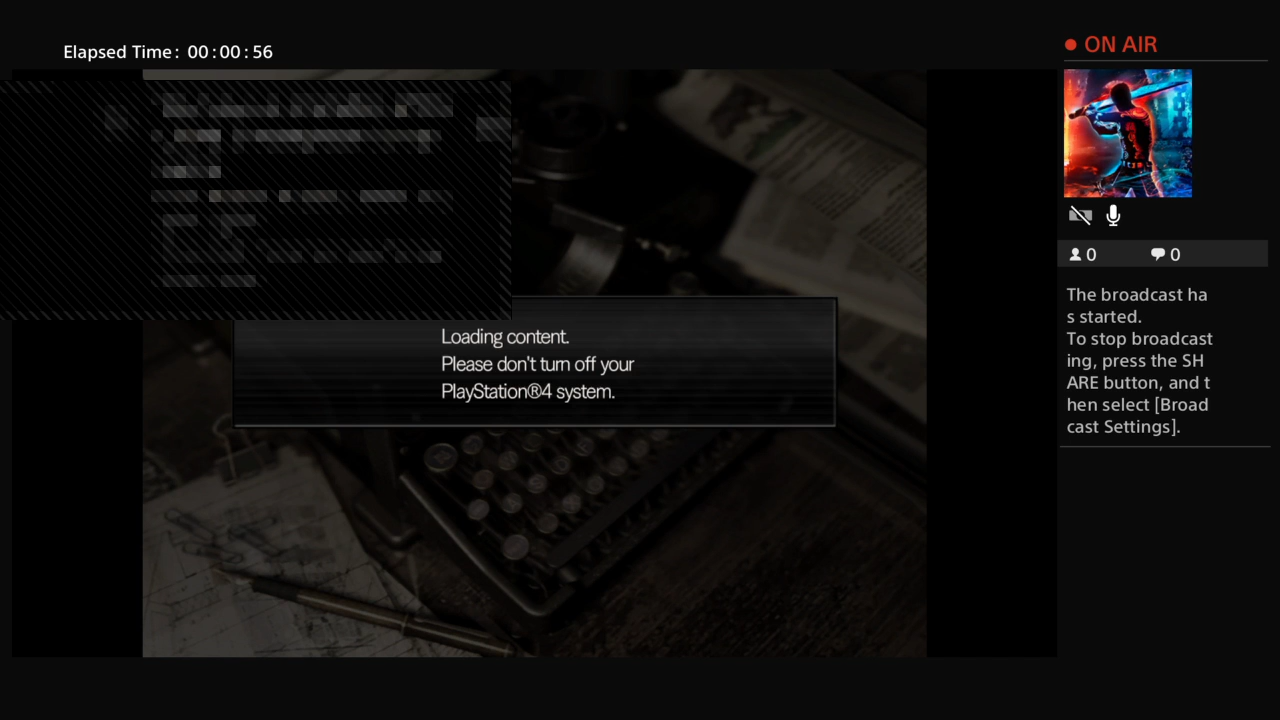 Elapsed Time: 00:00:56
ON AIR
0
0
The broadcast ha
s started.
To stop broadcast
ing, press the SH
ARE button, and t
hen select [Broad
cast Settings].
Loading content.
Please don't turn off your
PlayStation®4 system.